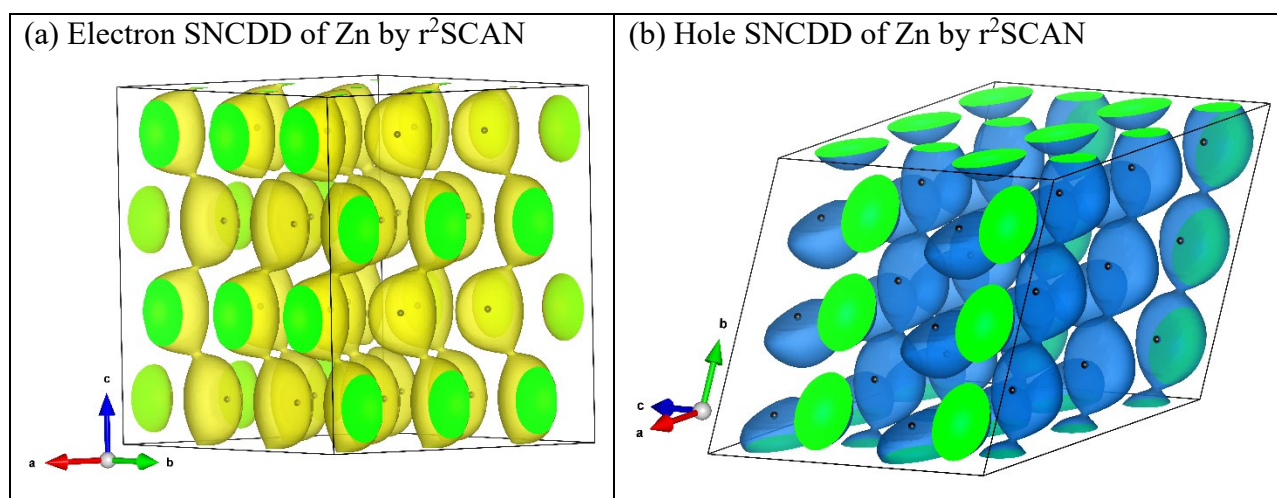 (a) Electron SNCDD of Zn by r²SCAN
(b) Hole SNCDD of Zn by r²SCAN
c
a
b
b
c
a